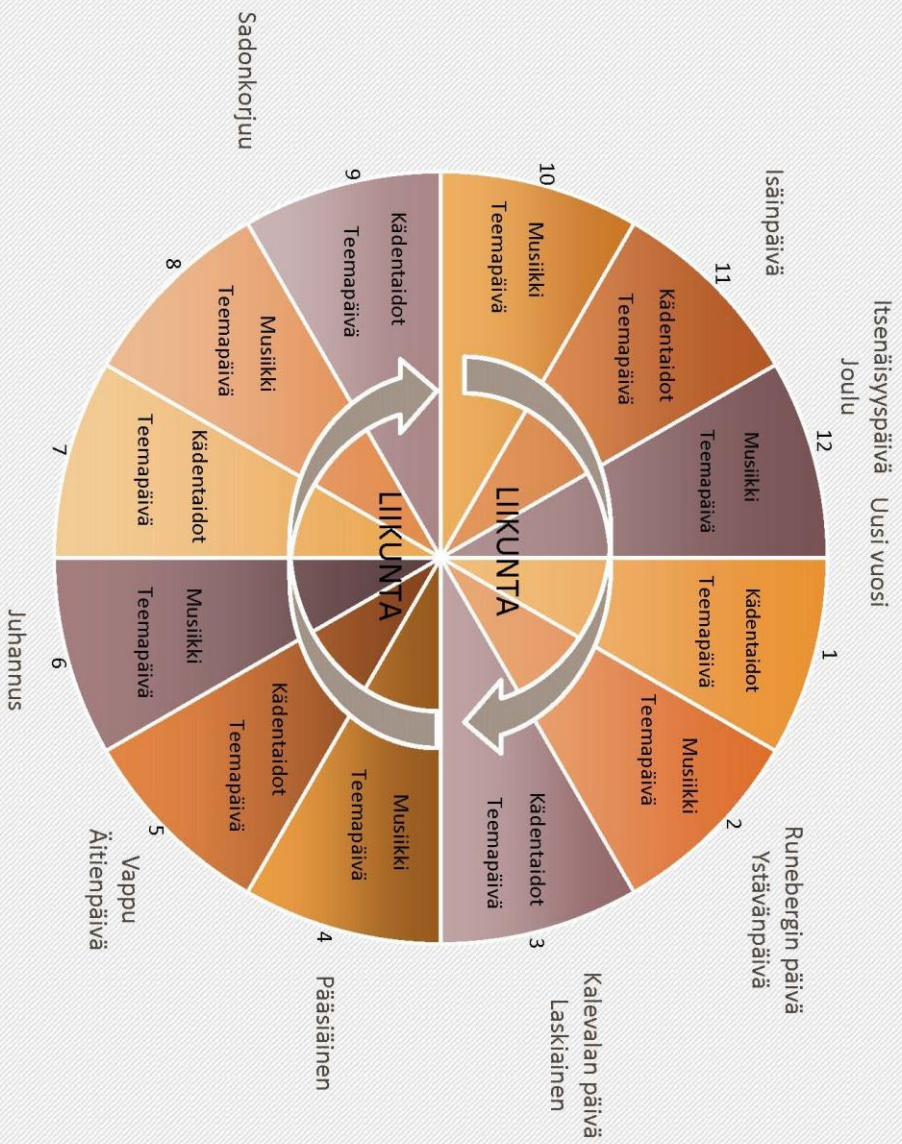 1
Kädentaidot
Teemapäivä
Uusi vuosi
2
Musiikki
Teemapäivä
Runebergin päivä
Ystävänpäivä
3
Kädentaidot
Teemapäivä
Kalevalan päivä
Laskiainen
4
Musiikki
Teemapäivä
Pääsiäinen
5
Kädentaidot
Teemapäivä
Vappu
Äitienpäivä
6
Musiikki
Teemapäivä
Juhannus
7
Kädentaidot
Teemapäivä
8
Musiikki
Teemapäivä
9
Kädentaidot
Teemapäivä
Sadonkorjuu
10
Musiikki
Teemapäivä
11
Kädentaidot
Teemapäivä
Isäinpäivä
12
Musiikki
Teemapäivä
Itsenäisyyspäivä
Joulu
LIIKUNTA
LIIKUNTA